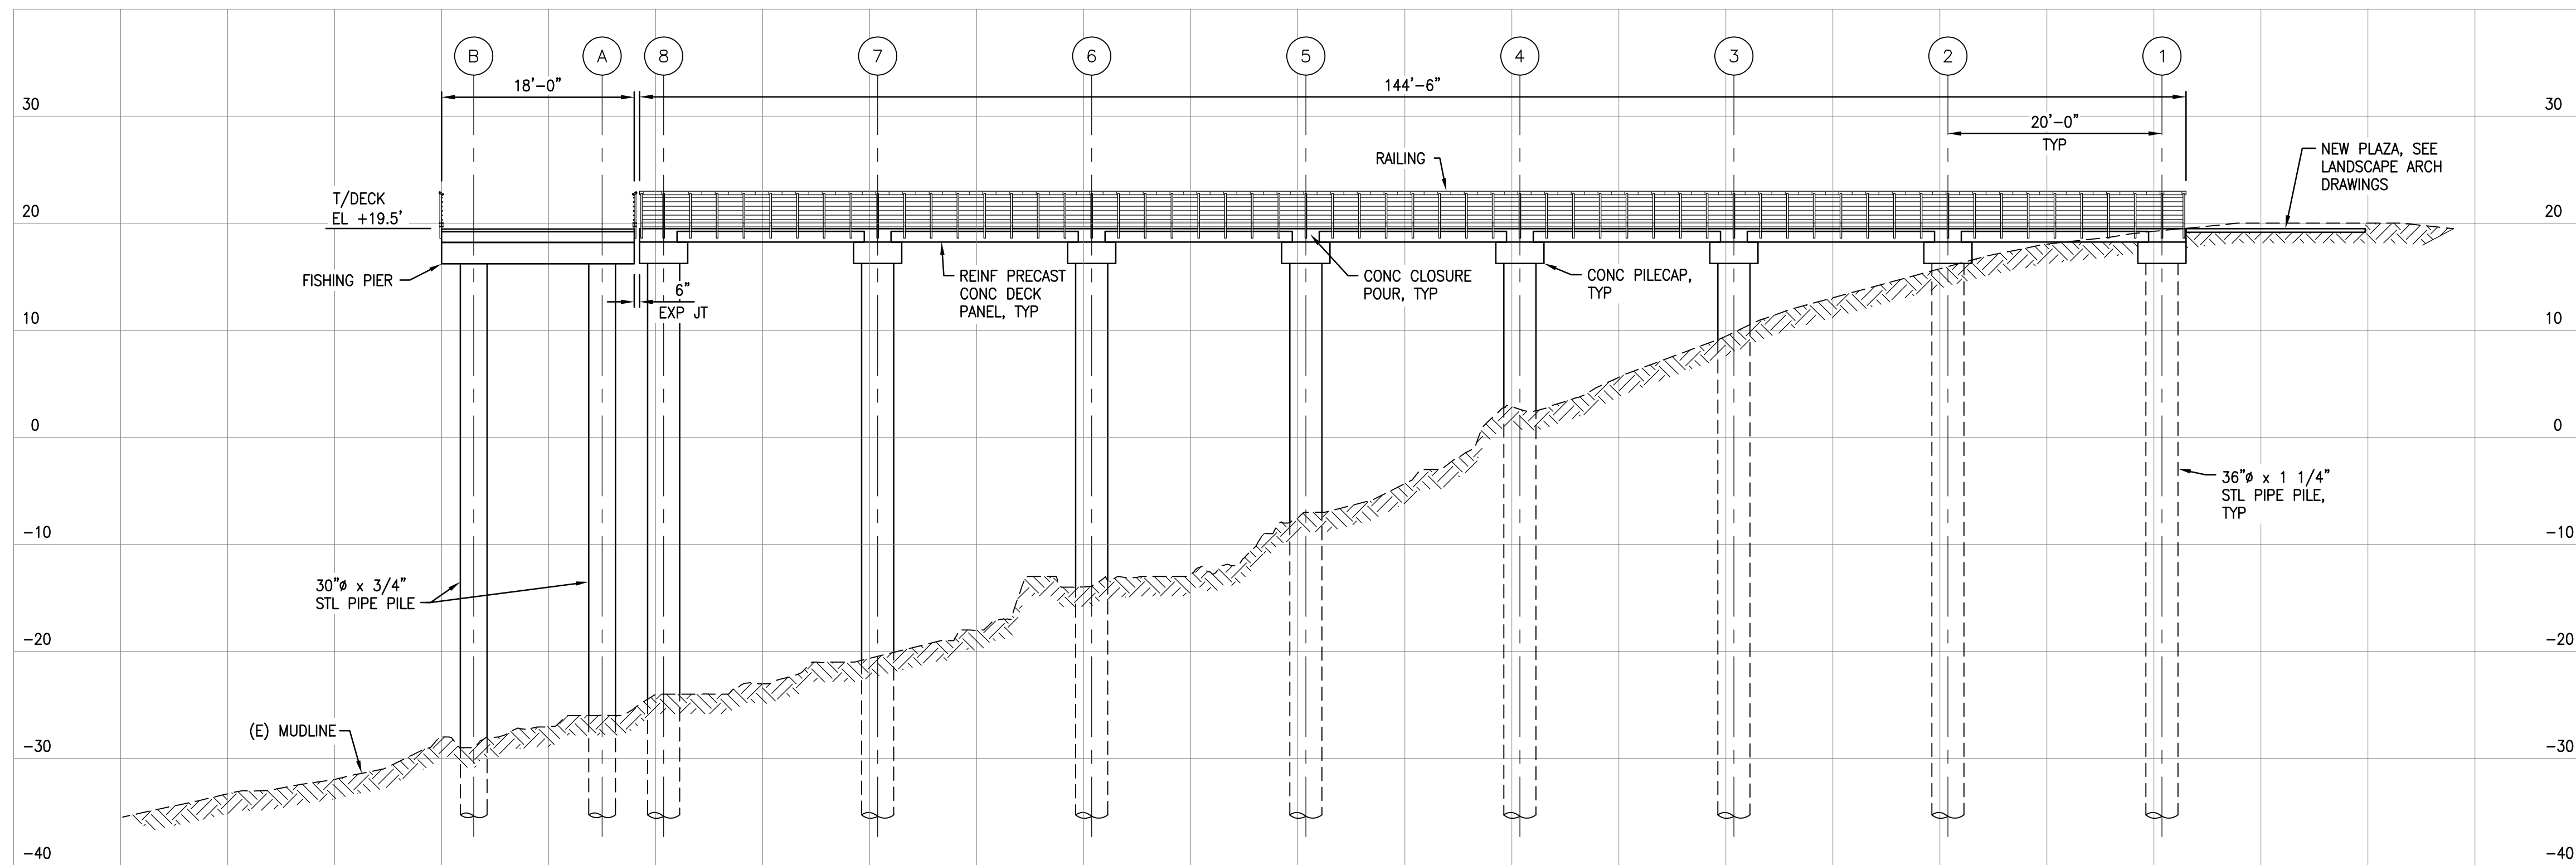 B
A
8
7
6
5
4
3
2
1
18'-0"
144'-6"
30
30
20'-0"
TYP
RAILING
NEW PLAZA, SEE
LANDSCAPE ARCH
DRAWINGS
T/DECK
EL +19.5'
20
20
FISHING PIER
6"
EXP JT
REINF PRECAST
CONC DECK
PANEL, TYP
CONC CLOSURE
POUR, TYP
CONC PILECAP,
TYP
10
10
0
0
36"ø x 1 1/4"
STL PIPE PILE,
TYP
-10
-10
30"ø x 3/4"
STL PIPE PILE
-20
-20
(E) MUDLINE
-30
-30
-40
-40